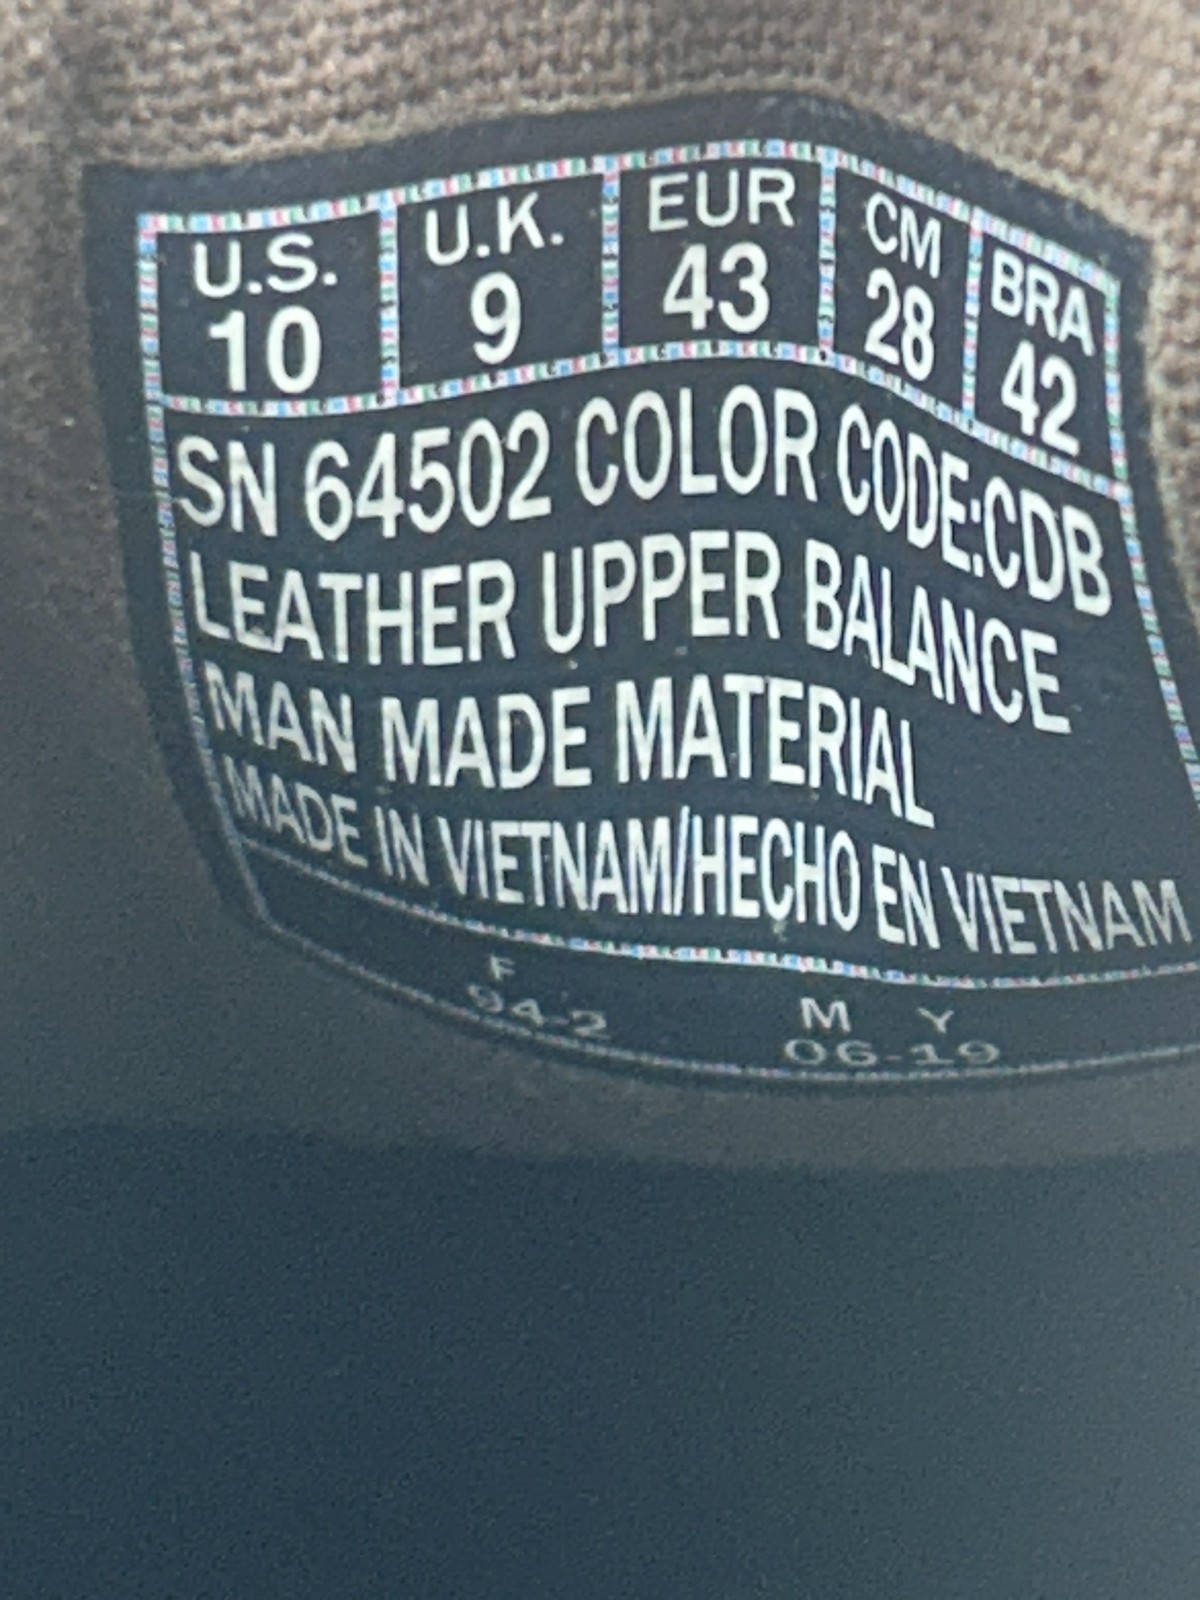 U.S. U.K. EUR CM BRA
10 9 43 28 42
SN 64502 COLOR CODE:CDB
LEATHER UPPER BALANCE
MAN MADE MATERIAL
MADE IN VIETNAM/HECHO EN VIETNAM
F M Y
94-2 06-19